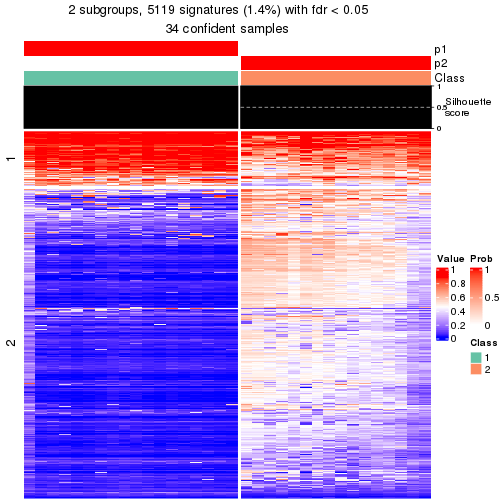 2 subgroups, 5119 signatures (1.4%) with fdr < 0.05
34 confident samples
p1
p2
Class
1
0.5
0
Silhouette
score
1
2
Value
1
0.8
0.6
0.4
0.2
0
Prob
1
0.5
0
Class
1
2